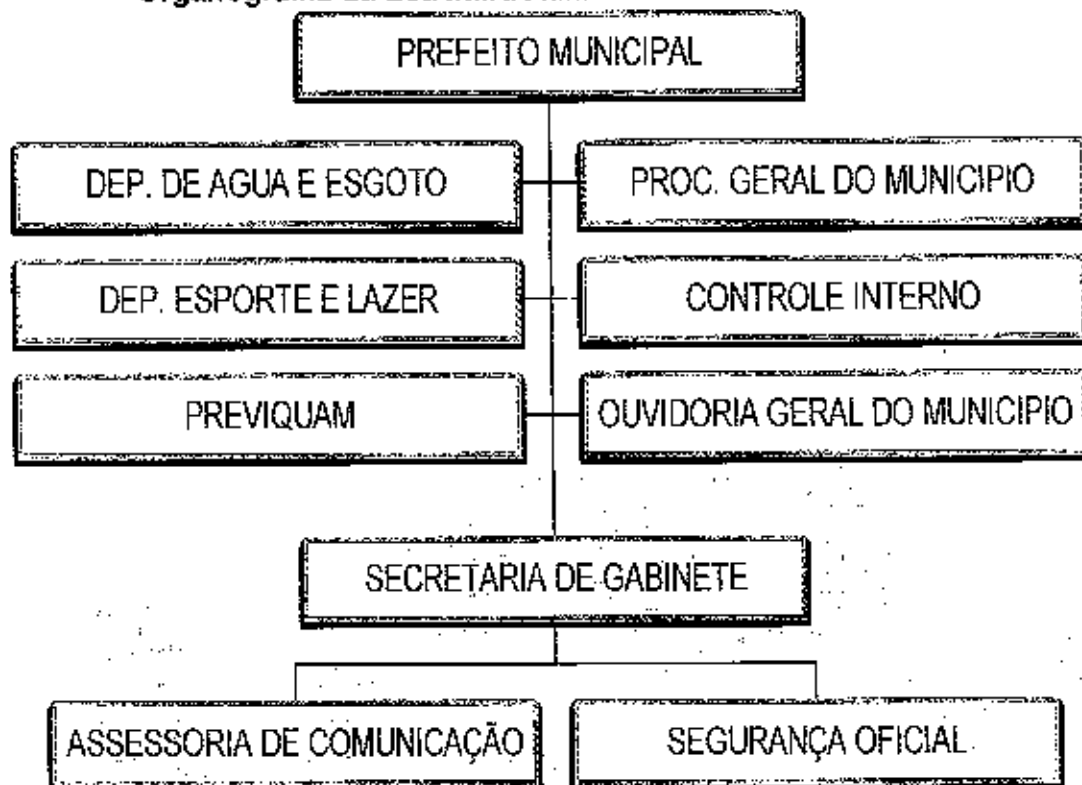 PREFEITO MUNICIPAL
DEP. DE AGUA E ESGOTO
PROC. GERAL DO MUNICIPIO
DEP. ESPORTE E LAZER
CONTROLE INTERNO
PREVIQUAM
OUVIDORIA GERAL DO MUNICIPIO
SECRETARIA DE GABINETE
ASSESSORIA DE COMUNICAÇÃO
SEGURANÇA OFICIAL